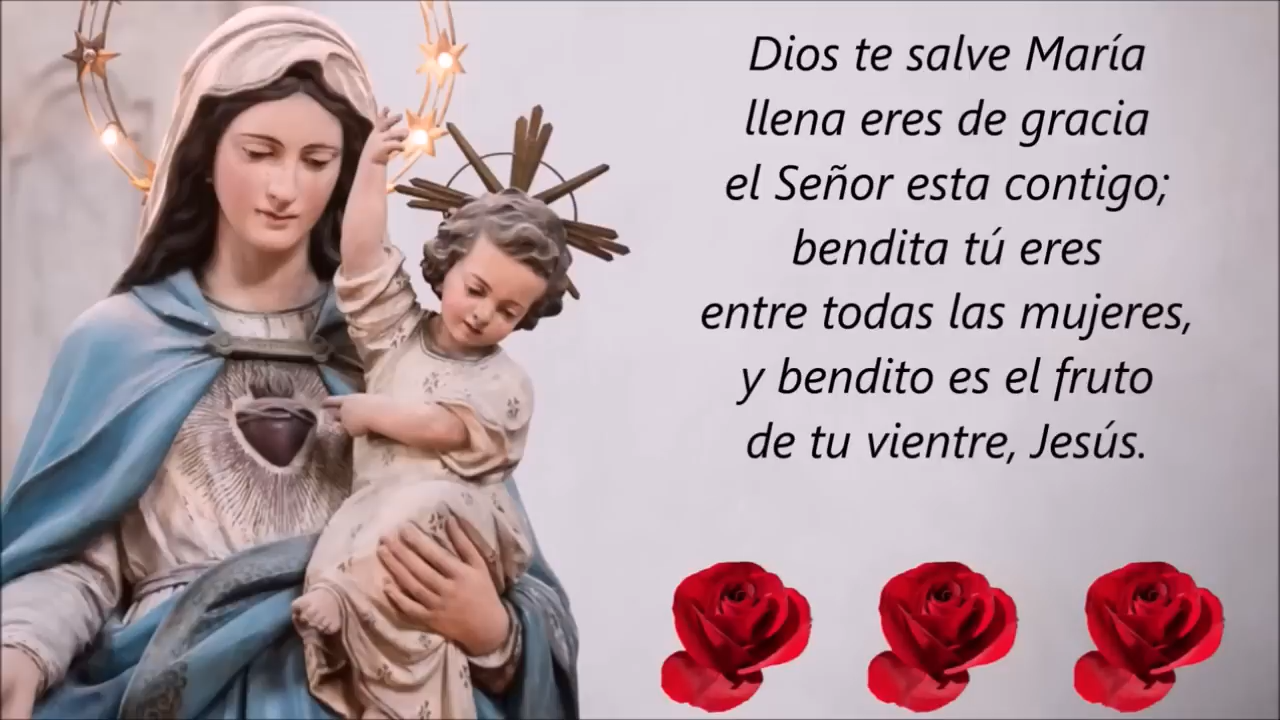 Dios te salve María
llena eres de gracia
el Señor esta contigo;
bendita tú eres
entre todas las mujeres,
y bendito es el fruto
de tu vientre, Jesús.